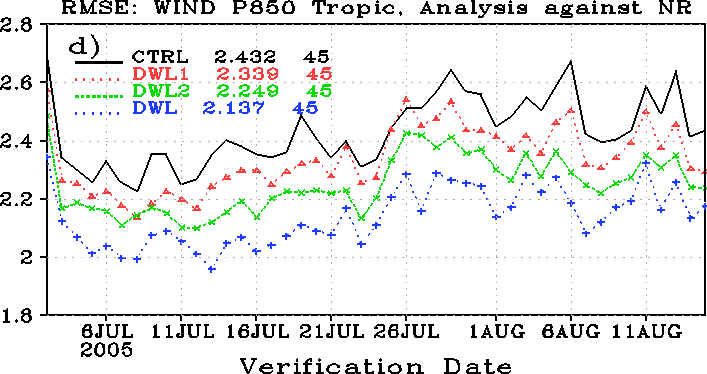 RMSE: WIND P850 Tropic, Analysis against NR
d)
CTRL 2.432 45
DWL1 2.339 45
DWL2 2.249 45
DWL 2.137 45
2.8
2.6
2.4
2.2
2
1.8
6JUL 11JUL 16JUL 21JUL 26JUL 1AUG 6AUG 11AUG
2005
Verification Date